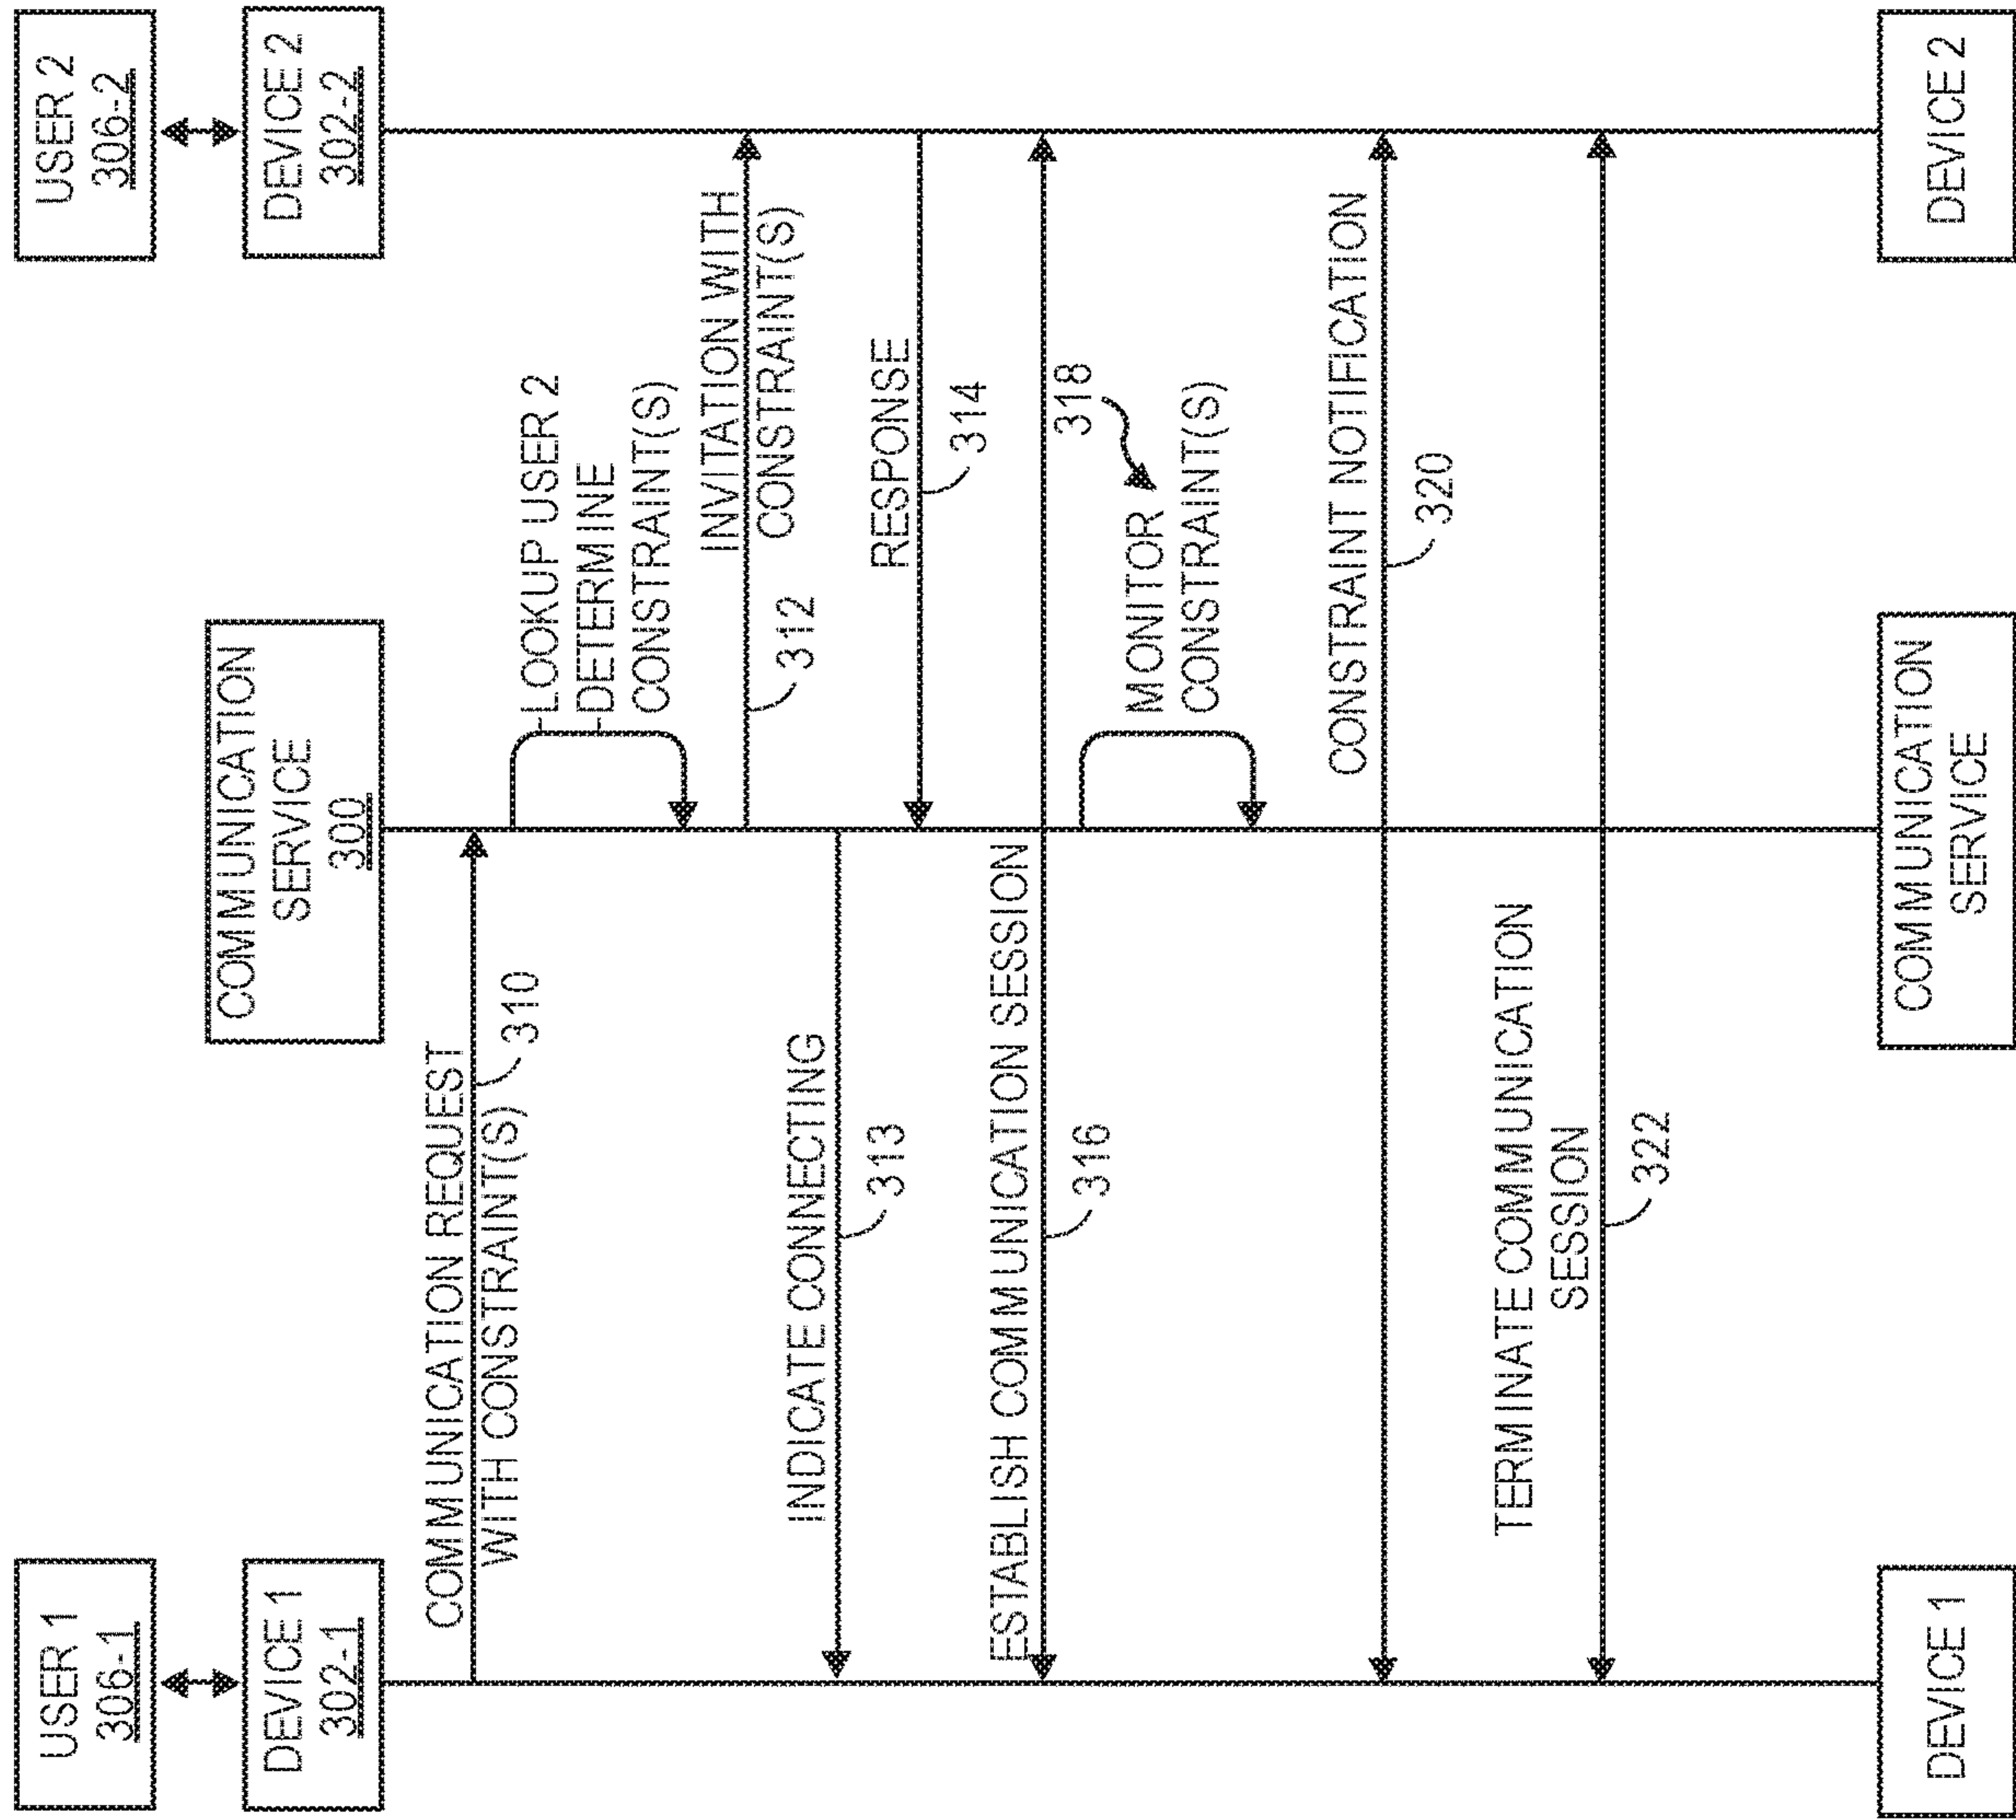 USER 1
306-1
USER 2
306-2
DEVICE 1
302-1
COMMUNICATION
SERVICE
300
DEVICE 2
302-2
COMMUNICATION REQUEST
WITH CONSTRAINT(S)
310
LOOKUP USER 2
DETERMINE
CONSTRAINT(S)
INVITATION WITH
CONSTRAINT(S)
312
INDICATE CONNECTING
313
RESPONSE
314
ESTABLISH COMMUNICATION SESSION
316
318
MONITOR
CONSTRAINT(S)
CONSTRAINT NOTIFICATION
320
TERMINATE COMMUNICATION
SESSION
322
DEVICE 1
COMMUNICATION
SERVICE
DEVICE 2